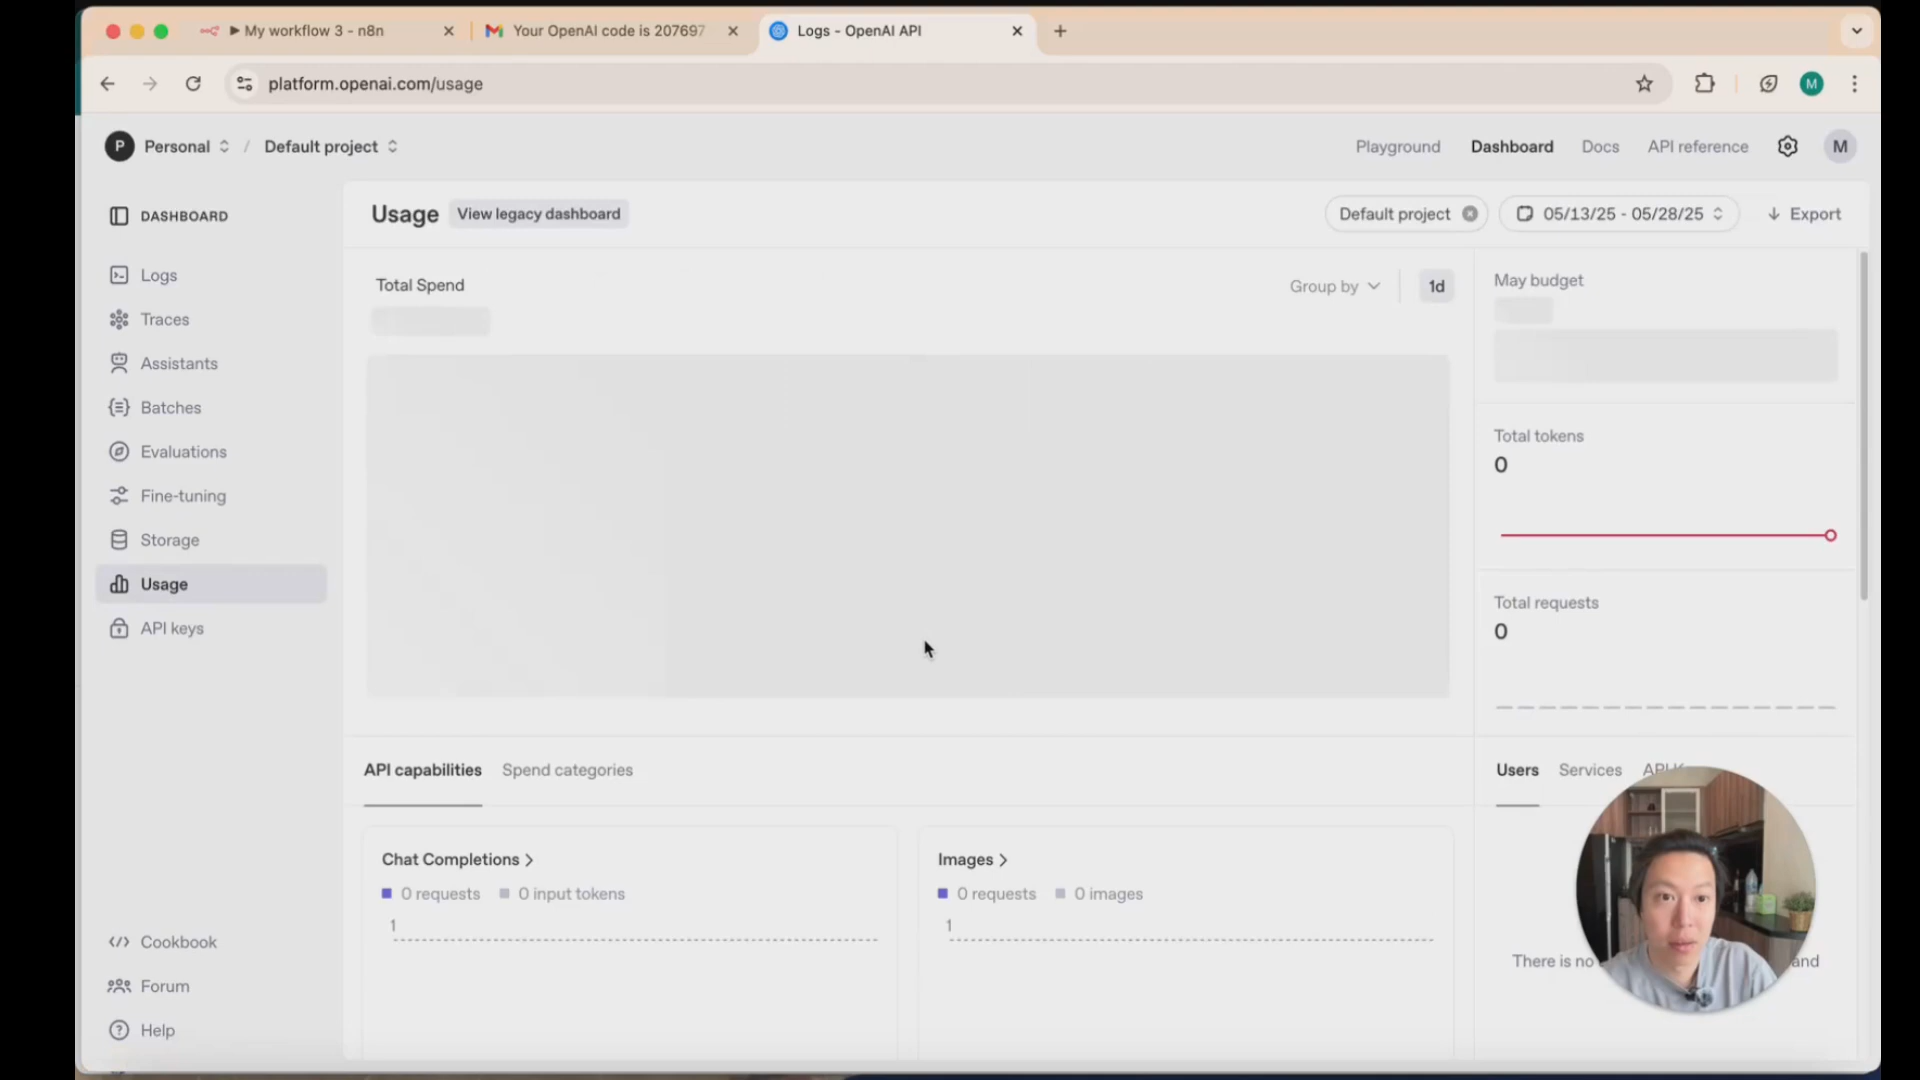 My workflow 3 - n8n
Your OpenAI code is 207697
Logs - OpenAI API
platform.openai.com/usage
M
P Personal / Default project
Playground Dashboard Docs API reference M
DASHBOARD
Logs
Traces
Assistants
Batches
Evaluations
Fine-tuning
Storage
Usage
API keys
Cookbook
Forum
Help
Usage View legacy dashboard
Default project 05/13/25 - 05/28/25 Export
Total Spend
Group by 1d
May budget
Total tokens
0
Total requests
0
API capabilities Spend categories
Users Services API
Chat Completions >
0 requests 0 input tokens
1
Images >
0 requests 0 images
1
There is no
and